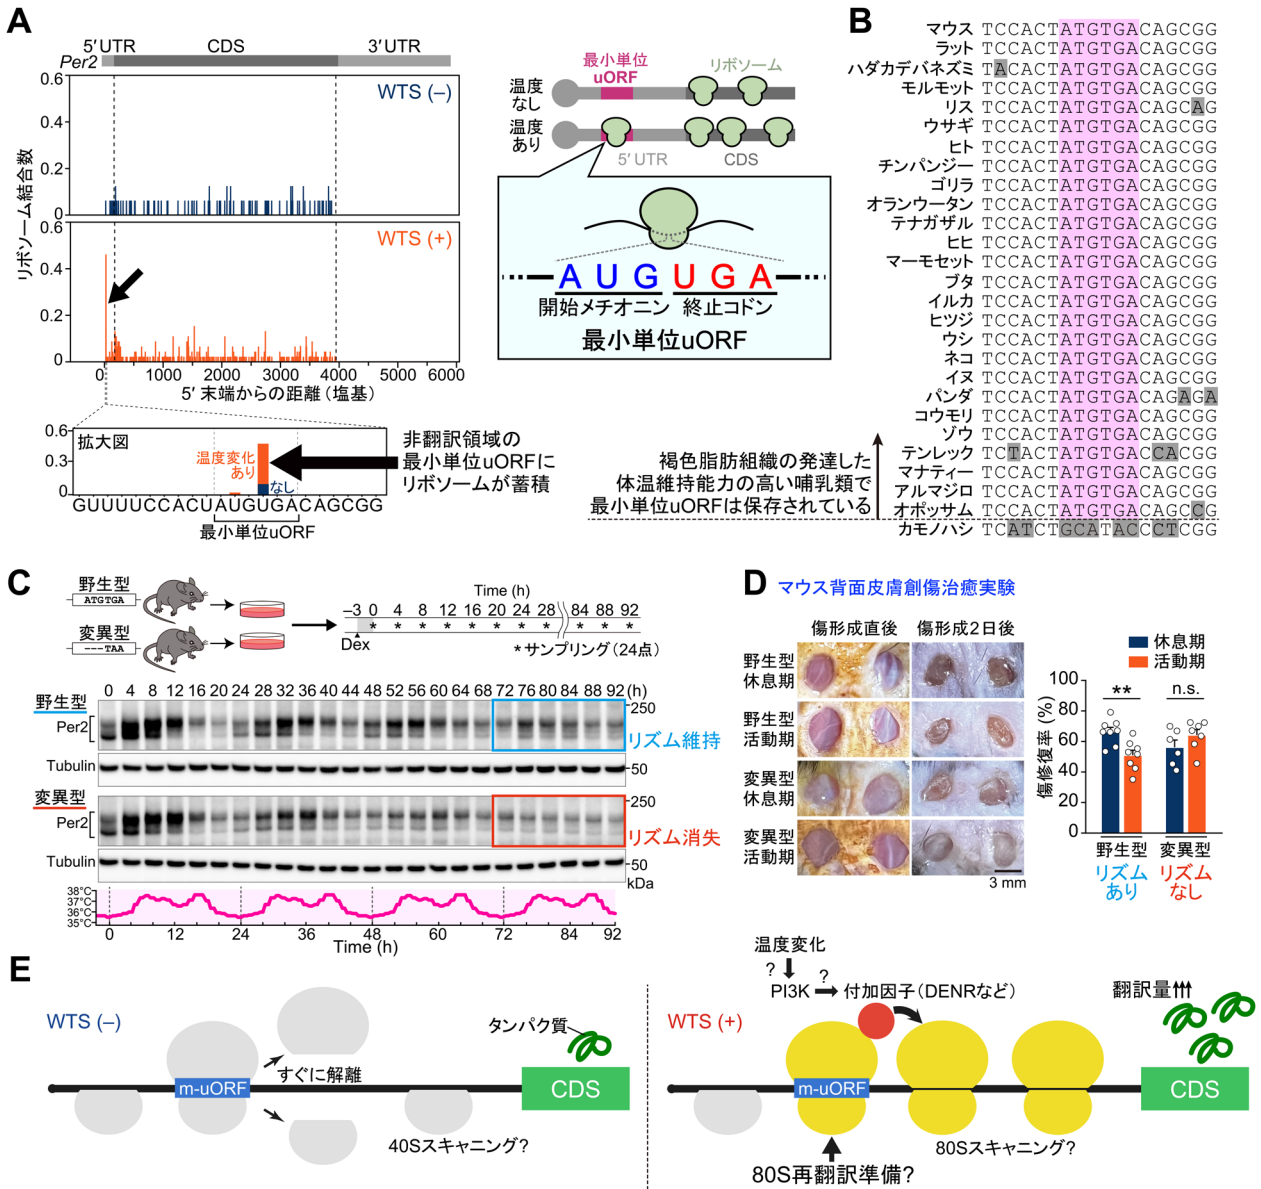 A
5′UTR CDS 3′UTR
Per2
リボソーム結合数
0.6
0.4
0.2
0
WTS (–)
0.6
0.4
0.2
0
WTS (+)
0 1000 2000 3000 4000 5000 6000
5′ 末端からの距離（塩基）
0.6
0.3
0
拡大図
温度変化
あり
なし
GUUUUCCACUAUGUGACAGCGG
最小単位uORF
非翻訳領域の
最小単位uORFに
リボソームが蓄積
最小単位
uORF
リボソーム
温度
なし
温度
あり
5′ UTR CDS
AUGUGA
開始メチオニン 終止コドン
最小単位uORF
B
マウス TCCACTATGTGACAGCGG
ラット TCCACTATGTGACAGCGG
ハダカデバネズミ TACACTATGTGACAGCGG
モルモット TCCACTATGTGACAGCGG
リス TCCACTATGTGACAGCAG
ウサギ TCCACTATGTGACAGCGG
ヒト TCCACTATGTGACAGCGG
チンパンジー TCCACTATGTGACAGCGG
ゴリラ TCCACTATGTGACAGCGG
オランウータン TCCACTATGTGACAGCGG
テナガザル TCCACTATGTGACAGCGG
ヒヒ TCCACTATGTGACAGCGG
マーモセット TCCACTATGTGACAGCGG
ブタ TCCACTATGTGACAGCGG
イルカ TCCACTATGTGACAGCGG
ヒツジ TCCACTATGTGACAGCGG
ウシ TCCACTATGTGACAGCGG
ネコ TCCACTATGTGACAGCGG
イヌ TCCACTATGTGACAGCGG
パンダ TCCACTATGTGACAGAGA
コウモリ TCCACTATGTGACAGCGG
ゾウ TCCACTATGTGACAGCGG
テンレック TCTACTATGTGACCACGG
マナティー TCCACTATGTGACAGCGG
アルマジロ TCCACTATGTGACAGCGG
オポッサム TCCACTATGTGACAGCCG
カモノハシ TCATCTGCATACCCCTGG
褐色脂肪組織の発達した
体温維持能力の高い哺乳類で
最小単位uORFは保存されている
C
野生型
ATGTGA
変異型
---TAA
Time (h)
–3 0 4 8 12 16 20 24 28 84 88 92
* * * * * * * * * * *
Dex
*サンプリング（24点）
野生型
0 4 8 12 16 20 24 28 32 36 40 44 48 52 56 60 64 68 72 76 80 84 88 92 (h)
Per2
250
リズム維持
Tubulin
50
変異型
Per2
250
リズム消失
Tubulin
50
kDa
38°C
37°C
36°C
35°C
0 12 24 36 48 60 72 84 92
Time (h)
D
マウス背面皮膚創傷治癒実験
傷形成直後 傷形成2日後
野生型
休息期
野生型
活動期
変異型
休息期
変異型
活動期
3 mm
休息期
活動期
傷修復率 (%)
100
80
60
40
20
0
** n.s.
野生型 変異型
リズム
あり
リズム
なし
E
WTS (–)
m-uORF
すぐに解離
40Sスキャニング?
タンパク質
CDS
WTS (+)
温度変化
?
PI3K
?
付加因子（DENRなど）
m-uORF
80S再翻訳準備?
80Sスキャニング?
翻訳量
CDS